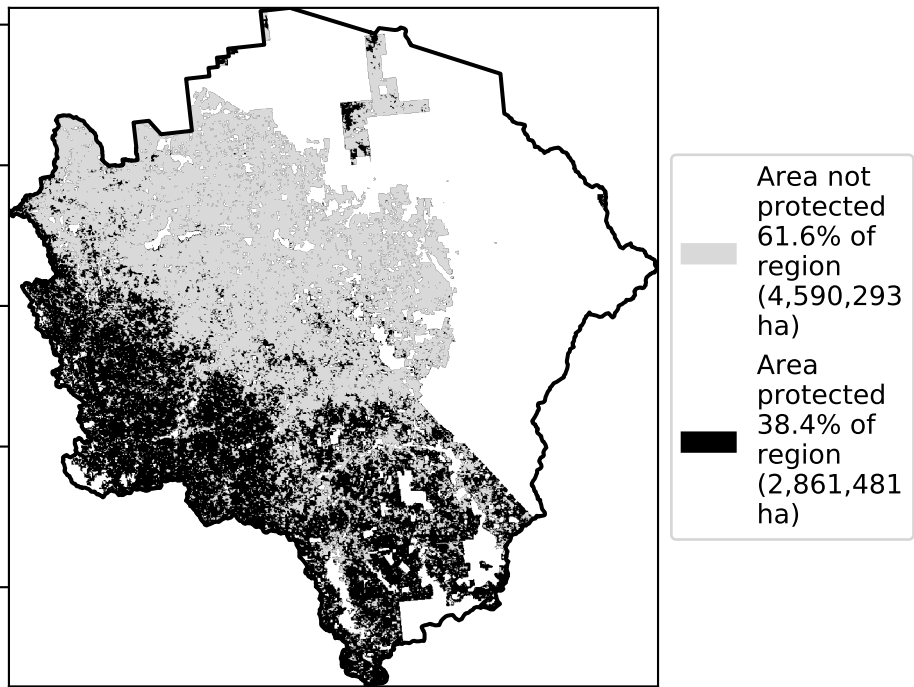 Area not
protected
61.6% of
region
(4,590,293
ha)
Area
protected
38.4% of
region
(2,861,481
ha)